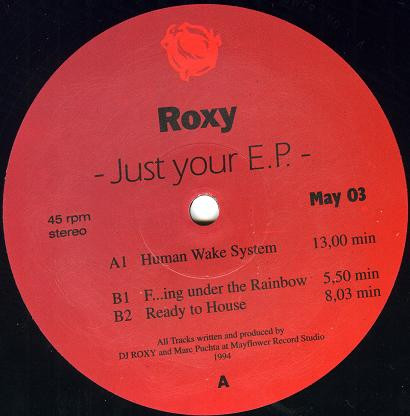 Roxy
- Just your E.P. -
May 03
45 rpm
stereo
A1 Human Wake System 13,00 min
B1 F...ing under the Rainbow 5,50 min
B2 Ready to House 8,03 min
All Tracks written and produced by
DJ ROXY and Marc Puchta at Mayflower Record Studio
1994
A